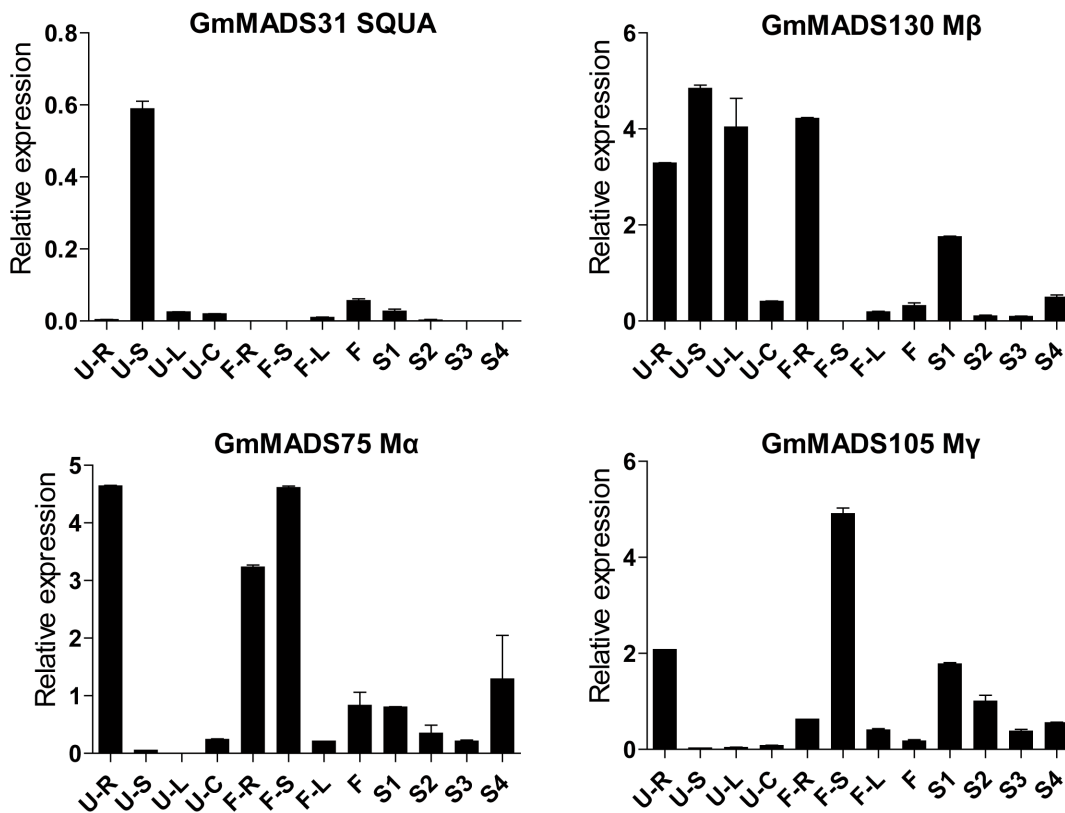 GmMADS31 SQUA
Relative expression
0.8
0.6
0.4
0.2
0.0
U-R U-S U-L U-C F-R F-S F-L F S1 S2 S3 S4
GmMADS130 Mβ
Relative expression
6
4
2
0
U-R U-S U-L U-C F-R F-S F-L F S1 S2 S3 S4
GmMADS75 Mα
Relative expression
5
4
3
2
1
0
U-R U-S U-L U-C F-R F-S F-L F S1 S2 S3 S4
GmMADS105 Mγ
Relative expression
6
4
2
0
U-R U-S U-L U-C F-R F-S F-L F S1 S2 S3 S4